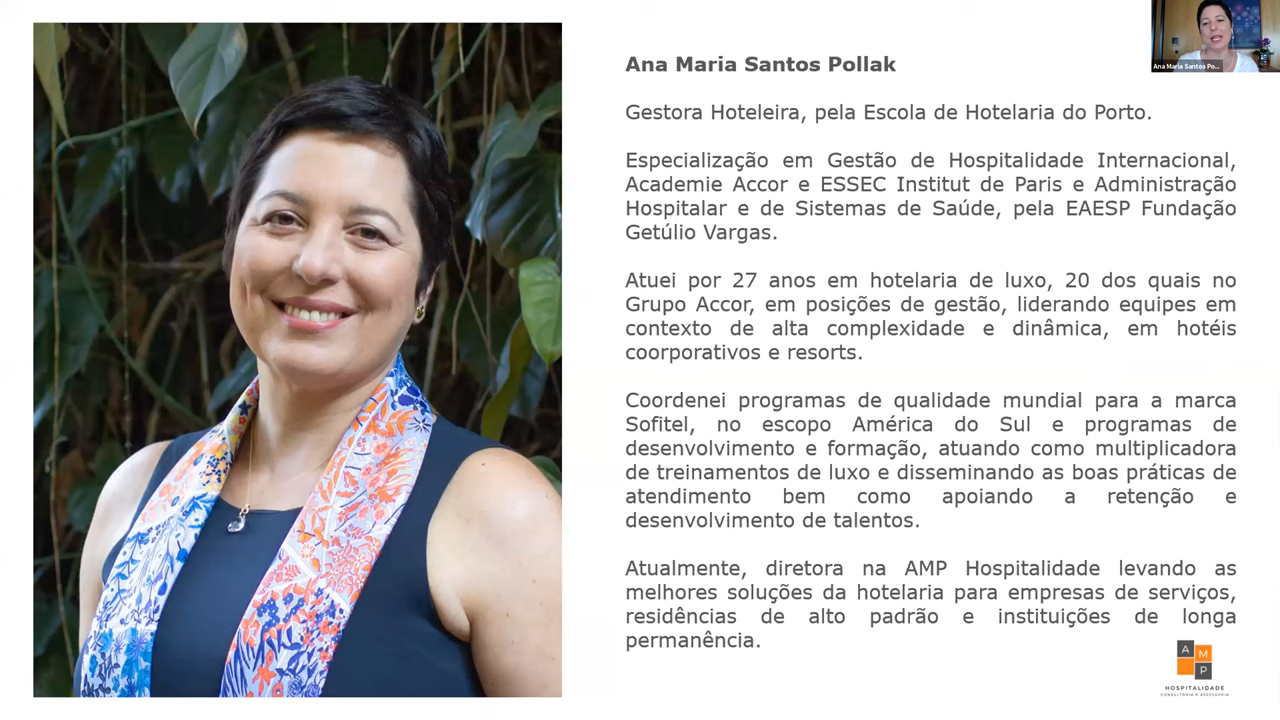 Ana Maria Santos Pollak
Ana Maria Santos Po...
Gestora Hoteleira, pela Escola de Hotelaria do Porto.
Especialização em Gestão de Hospitalidade Internacional,
Academie Accor e ESSEC Institut de Paris e Administração
Hospitalar e de Sistemas de Saúde, pela EAESP Fundação
Getúlio Vargas.
Atuei por 27 anos em hotelaria de luxo, 20 dos quais no
Grupo Accor, em posições de gestão, liderando equipes em
contexto de alta complexidade e dinâmica, em hotéis
coorporativos e resorts.
Coordenei programas de qualidade mundial para a marca
Sofitel, no escopo América do Sul e programas de
desenvolvimento e formação, atuando como multiplicadora
de treinamentos de luxo e disseminando as boas práticas de
atendimento bem como apoiando a retenção e
desenvolvimento de talentos.
Atualmente, diretora na AMP Hospitalidade levando as
melhores soluções da hotelaria para empresas de serviços,
residências de alto padrão e instituições de longa
permanência.
A M P
HOSPITALIDADE
CONSULTORIA E ASSESSORIA